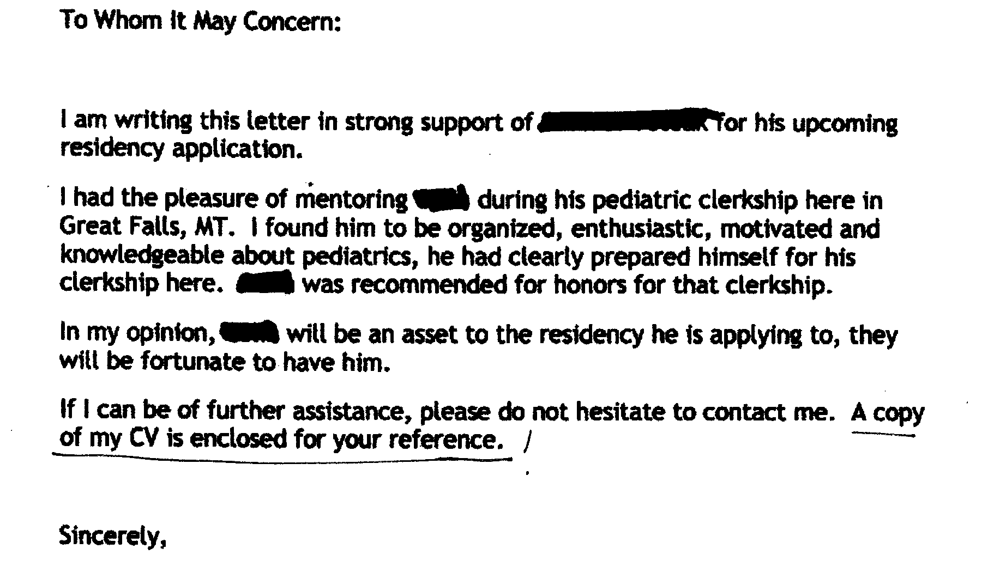 To Whom It May Concern:
I am writing this letter in strong support of for his upcoming
residency application.
I had the pleasure of mentoring during his pediatric clerkship here in
Great Falls, MT. I found him to be organized, enthusiastic, motivated and
knowledgeable about pediatrics, he had clearly prepared himself for his
clerkship here. was recommended for honors for that clerkship.
In my opinion, will be an asset to the residency he is applying to, they
will be fortunate to have him.
If I can be of further assistance, please do not hesitate to contact me. A copy
of my CV is enclosed for your reference.
Sincerely,